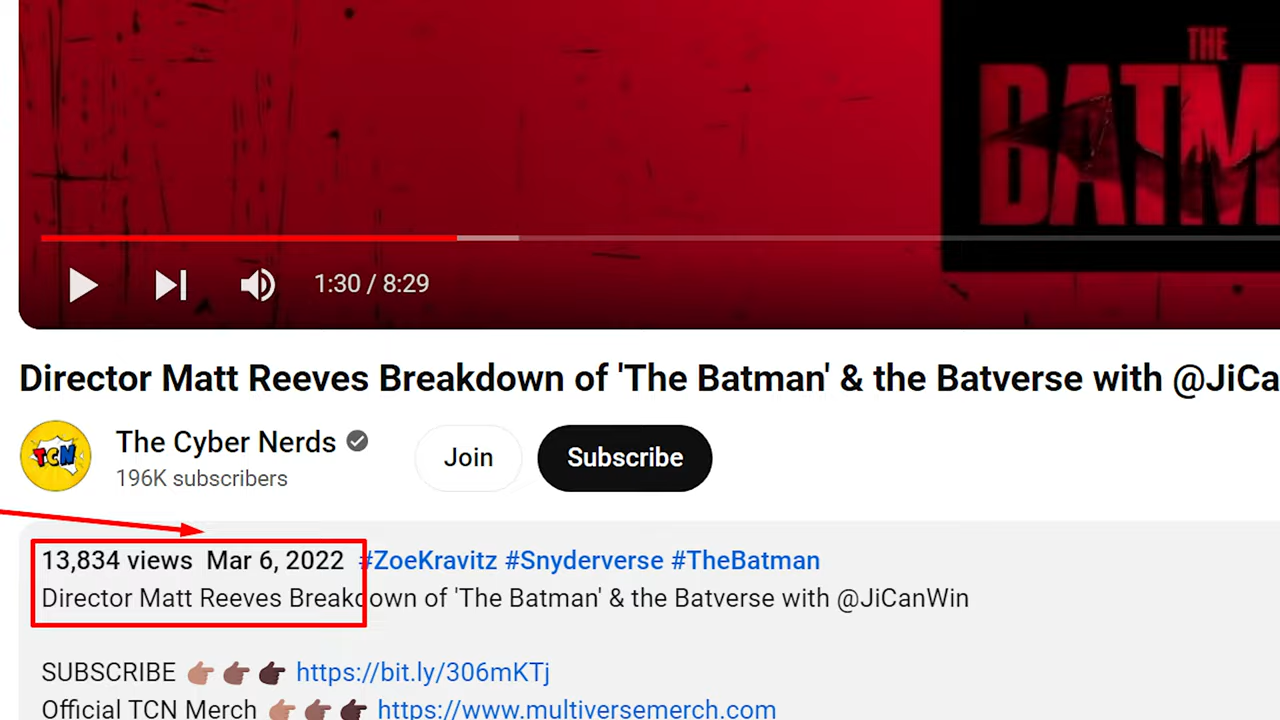 THE
BATM
1:30 / 8:29
Director Matt Reeves Breakdown of 'The Batman' & the Batverse with @JiCa
TCN
The Cyber Nerds
Join
Subscribe
196K subscribers
13,834 views Mar 6, 2022 #ZoeKravitz #Snyderverse #TheBatman
Director Matt Reeves Breakdown of 'The Batman' & the Batverse with @JiCanWin
SUBSCRIBE 👉🏽👉🏾👉🏿 https://bit.ly/306mKTj
Official TCN Merch 👉🏽👉🏾👉🏿 https://www.multiversemerch.com